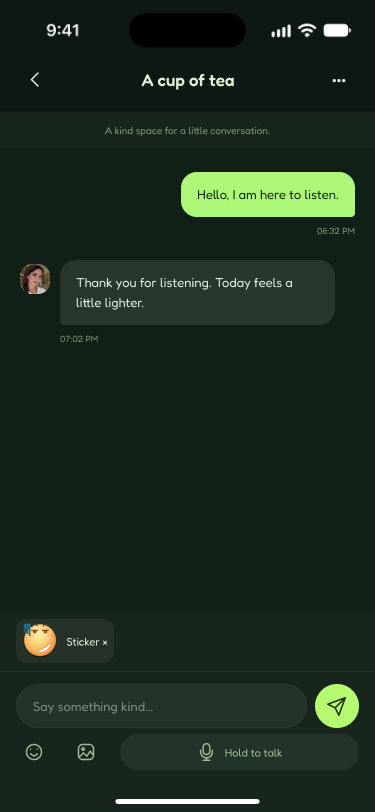 9:41
A cup of tea
A kind space for a little conversation.
Hello, I am here to listen.
06:32 PM
Thank you for listening. Today feels a
little lighter.
07:02 PM
Sticker ×
Say something kind...
Hold to talk